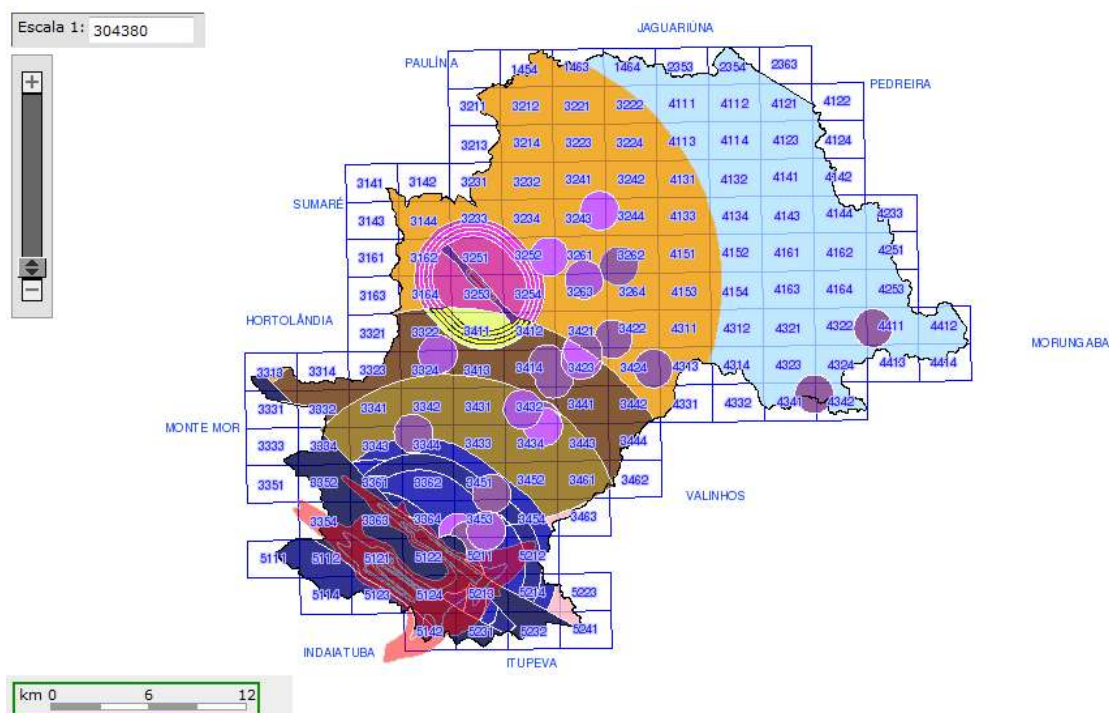 Escala 1: 304380
JAGUARIÚNA
PAULÍNIA
1454 1463 1464 2353 2354 2363
PEDREIRA
3211 3212 3221 3222 4111 4112 4121 4122
3213 3214 3223 3224 4113 4114 4123 4124
3141 3142 3231 3232 3241 3242 4131 4132 4141 4142
SUMARÉ
3143 3144 3233 3234 3243 3244 4133 4134 4143 4144 4233
3161 3162 3251 3252 3261 3262 4151 4152 4161 4162 4251
3163 3164 3253 3254 3263 3264 4153 4154 4163 4164 4253
HORTOLÂNDIA
3321 3322 3411 3412 3421 3422 4311 4312 4321 4322 4411 4412
MORUNGABA
3313 3314 3323 3324 3413 3414 3423 3424 4313 4314 4323 4324 4413 4414
3331 3332 3341 3342 3431 3432 3441 3442 4331 4332 4341 4342
MONTE MOR
3333 3334 3343 3344 3433 3434 3443 3444
3351 3352 3361 3362 3451 3452 3461 3462
VALINHOS
3354 3363 3364 3453 3454 3463
5111 5112 5121 5122 5211 5212
5114 5123 5124 5213 5214 5223
5142 5231 5232 5241
INDAIATUBA
ITUPEVA
km 0 6 12